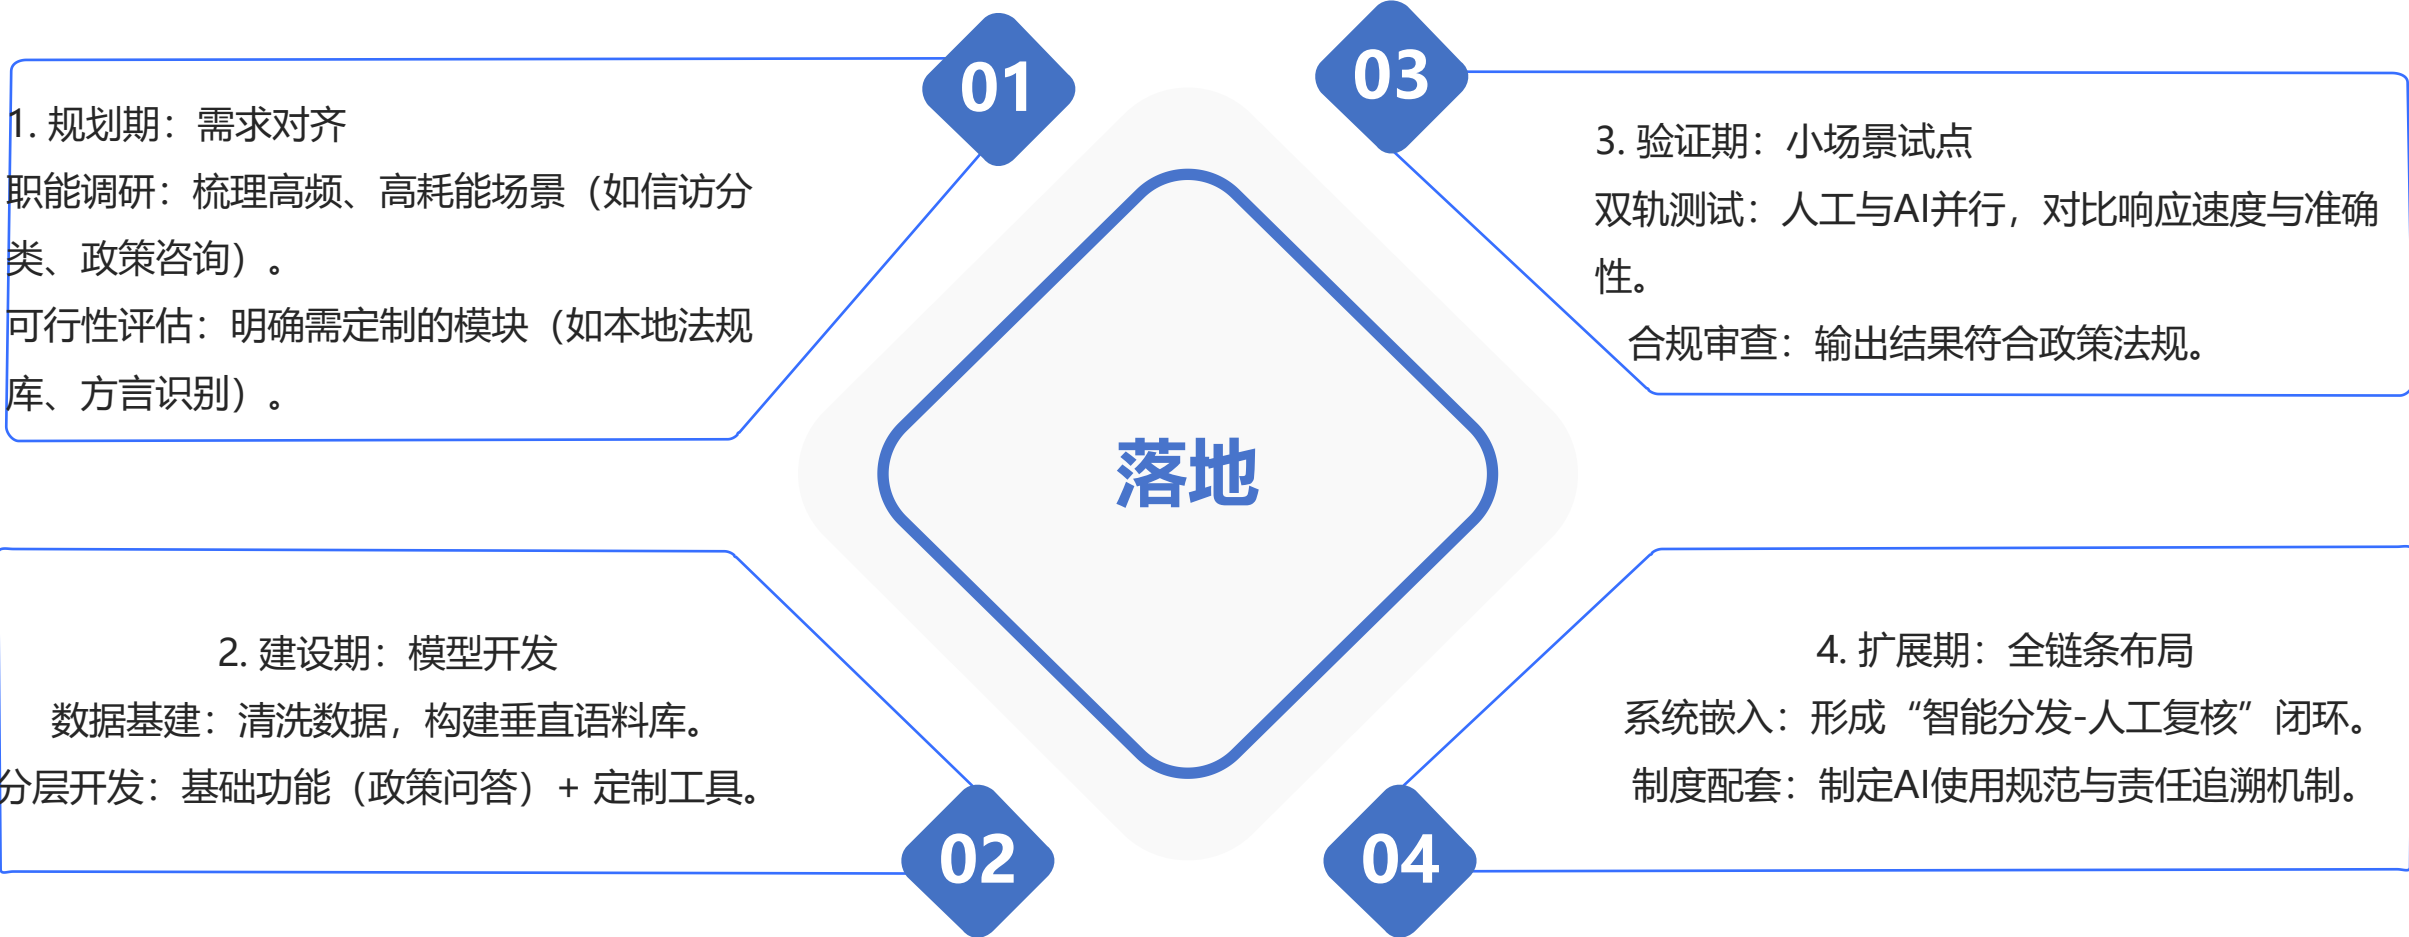 01
1. 规划期：需求对齐
职能调研：梳理高频、高耗能场景（如信访分
类、政策咨询）。
可行性评估：明确需定制的模块（如本地法规
库、方言识别）。
02
2. 建设期：模型开发
数据基建：清洗数据，构建垂直语料库。
分层开发：基础功能（政策问答）+ 定制工具。
落地
03
3. 验证期：小场景试点
双轨测试：人工与AI并行，对比响应速度与准确
性。
合规审查：输出结果符合政策法规。
04
4. 扩展期：全链条布局
系统嵌入：形成“智能分发-人工复核”闭环。
制度配套：制定AI使用规范与责任追溯机制。